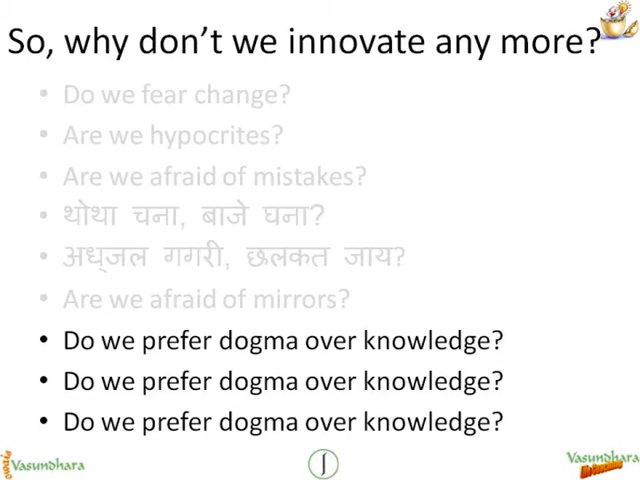 So, why don't we innovate any more?
• Do we fear change?
• Are we hypocrites?
• Are we afraid of mistakes?
• थोथा चना, बाजे घना?
• अध्जल गगरी, छलकत जाय?
• Are we afraid of mirrors?
• Do we prefer dogma over knowledge?
• Do we prefer dogma over knowledge?
• Do we prefer dogma over knowledge?
Vasundhara
Vasundhara